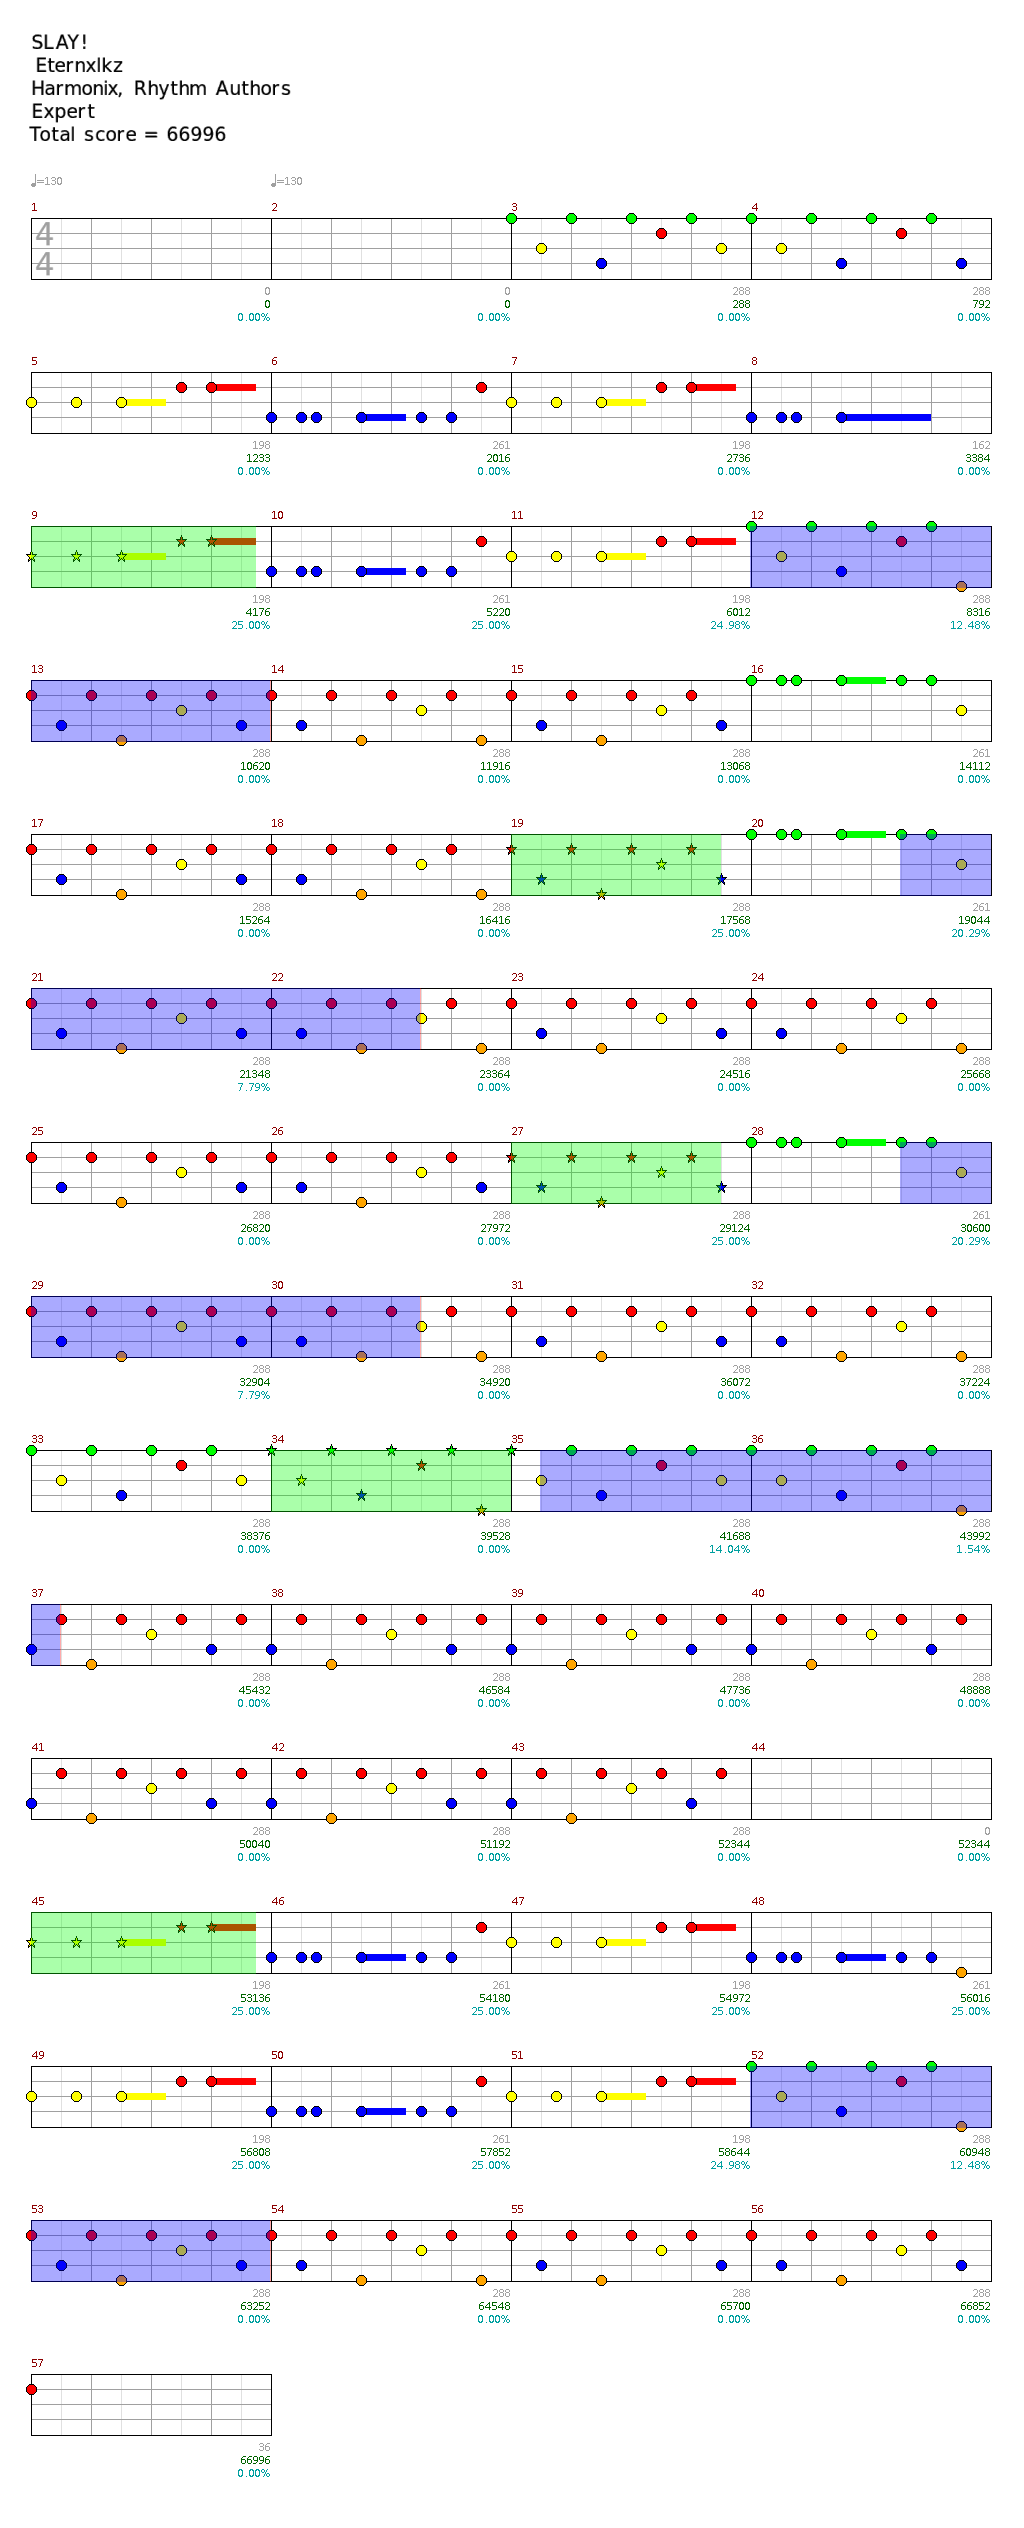 SLAY!
Eternxlkz
Harmonix, Rhythm Authors
Expert
Total score = 66996
=130 =130
1 2 3 4
4
4
0 0 288 288
0 0 288 792
0.00% 0.00% 0.00% 0.00%
5 6 7 8
198 261 198 162
1233 2016 2736 3384
0.00% 0.00% 0.00% 0.00%
9 10 11 12
198 261 198 288
4176 5220 6012 8316
25.00% 25.00% 24.98% 12.48%
13 14 15 16
288 288 288 261
10620 11916 13068 14112
0.00% 0.00% 0.00% 0.00%
17 18 19 20
288 288 288 261
15264 16416 17568 19044
0.00% 0.00% 25.00% 20.29%
21 22 23 24
288 288 288 288
21348 23364 24516 25668
7.79% 0.00% 0.00% 0.00%
25 26 27 28
288 288 288 261
26820 27972 29124 30600
0.00% 0.00% 25.00% 20.29%
29 30 31 32
288 288 288 288
32904 34920 36072 37224
7.79% 0.00% 0.00% 0.00%
33 34 35 36
288 288 288 288
38376 39528 41688 43992
0.00% 0.00% 14.04% 1.54%
37 38 39 40
288 288 288 288
45432 46584 47736 48888
0.00% 0.00% 0.00% 0.00%
41 42 43 44
288 288 288 0
50040 51192 52344 52344
0.00% 0.00% 0.00% 0.00%
45 46 47 48
198 261 198 261
53136 54180 54972 56016
25.00% 25.00% 25.00% 25.00%
49 50 51 52
198 261 198 288
56808 57852 58644 60948
25.00% 25.00% 24.98% 12.48%
53 54 55 56
288 288 288 288
63252 64548 65700 66852
0.00% 0.00% 0.00% 0.00%
57
36
66996
0.00%